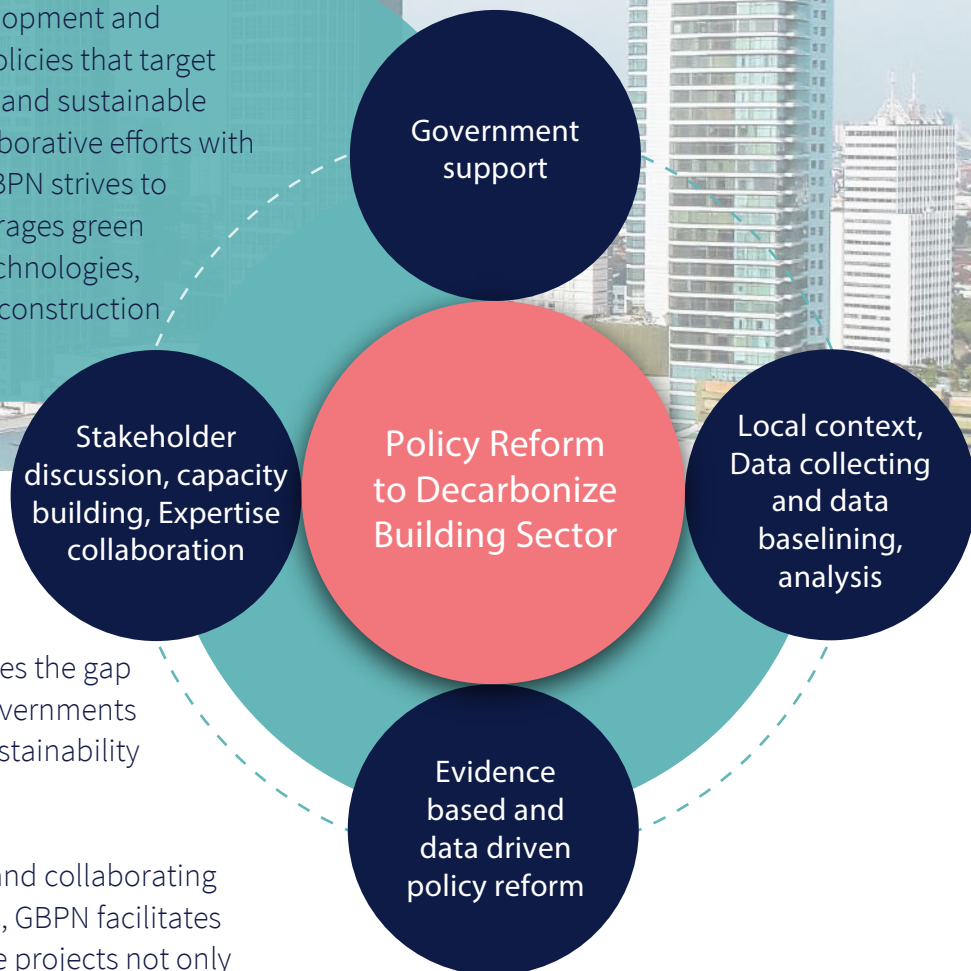 opment and
olicies that target
and sustainable
borative efforts with
BPN strives to
rages green
chnologies,
construction
Government
support
Stakeholder
discussion, capacity
building, Expertise
collaboration
Policy Reform
to Decarbonize
Building Sector
Local context,
Data collecting
and data
baselining,
analysis
es the gap
vernments
stainability
Evidence
based and
data driven
policy reform
and collaborating
, GBPN facilitates
e projects not only